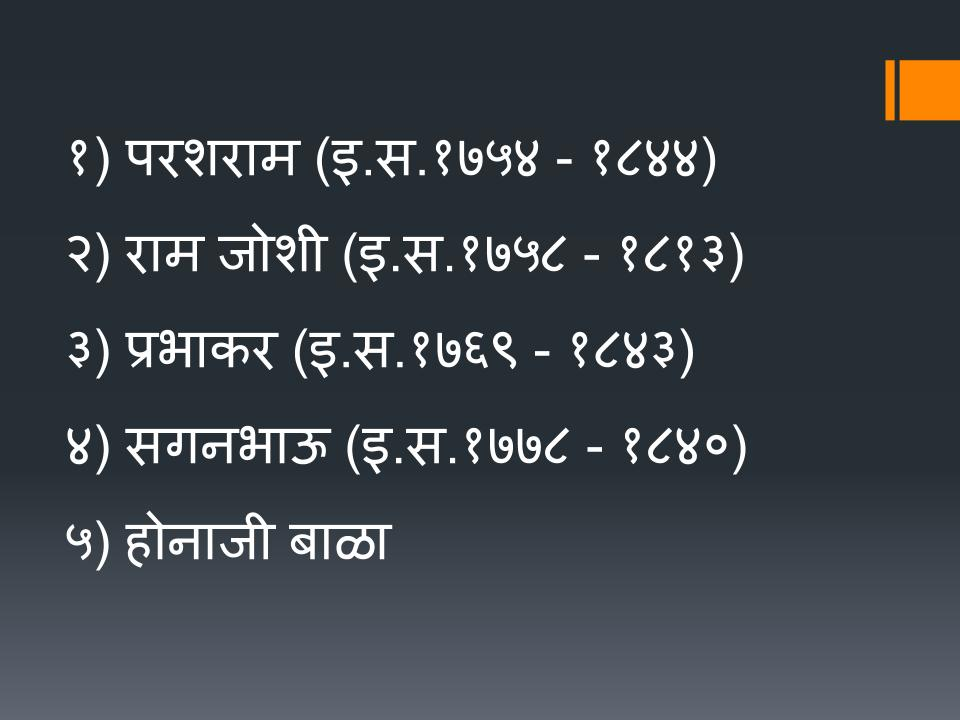 १) परशराम (इ.स.१७५४ - १८४४)
२) राम जोशी (इ.स.१७५८ - १८१३)
३) प्रभाकर (इ.स.१७६९ - १८४३)
४) सगनभाऊ (इ.स.१७७८ - १८४०)
५) होनाजी बाळा